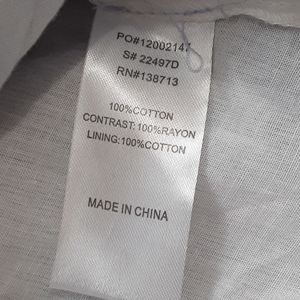 PO#12002147
S# 22497D
RN#138713
100%COTTON
CONTRAST:100%RAYON
LINING:100%COTTON
MADE IN CHINA